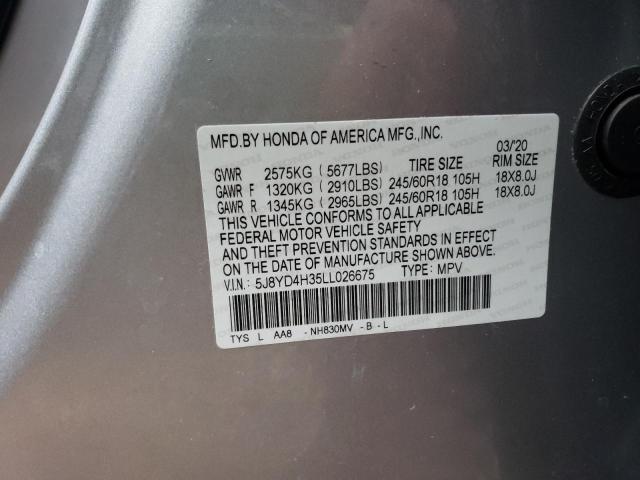 MFD.BY HONDA OF AMERICA MFG.,INC.
03/'20
GVWR 2575KG (5677LBS) TIRE SIZE RIM SIZE
GAWR F 1320KG (2910LBS) 245/60R18 105H 18X8.0J
GAWR R 1345KG (2965LBS) 245/60R18 105H 18X8.0J
THIS VEHICLE CONFORMS TO ALL APPLICABLE
FEDERAL MOTOR VEHICLE SAFETY
AND THEFT PREVENTION STANDARDS IN EFFECT
ON THE DATE OF MANUFACTURE SHOWN ABOVE.
V.I.N.: 5J8YD4H35LL026675 TYPE: MPV
TYS L AA8 - NH830MV - B - L